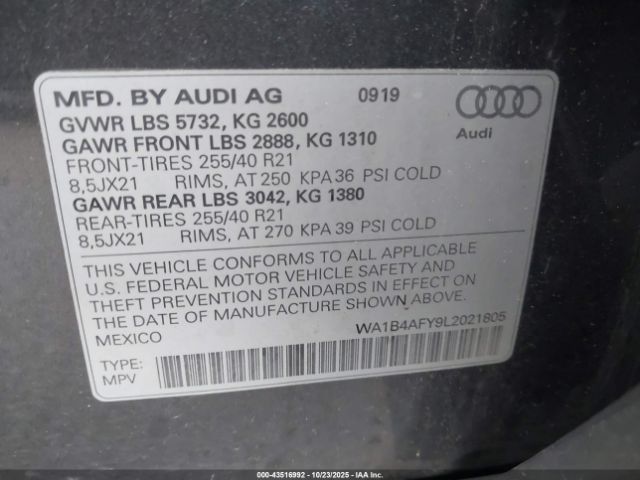 MFD. BY AUDI AG 0919
GVWR LBS 5732, KG 2600
GAWR FRONT LBS 2888, KG 1310
FRONT-TIRES 255/40 R21
8,5JX21 RIMS, AT 250 KPA 36 PSI COLD
GAWR REAR LBS 3042, KG 1380
REAR-TIRES 255/40 R21
8,5JX21 RIMS, AT 270 KPA 39 PSI COLD
Audi
THIS VEHICLE CONFORMS TO ALL APPLICABLE
U.S. FEDERAL MOTOR VEHICLE SAFETY AND
THEFT PREVENTION STANDARDS IN EFFECT ON
THE DATE OF MANUFACTURE SHOWN ABOVE.
MEXICO WA1B4AFY9L2021805
TYPE:
MPV
000-43516992 - 10/23/2025 - IAA Inc.